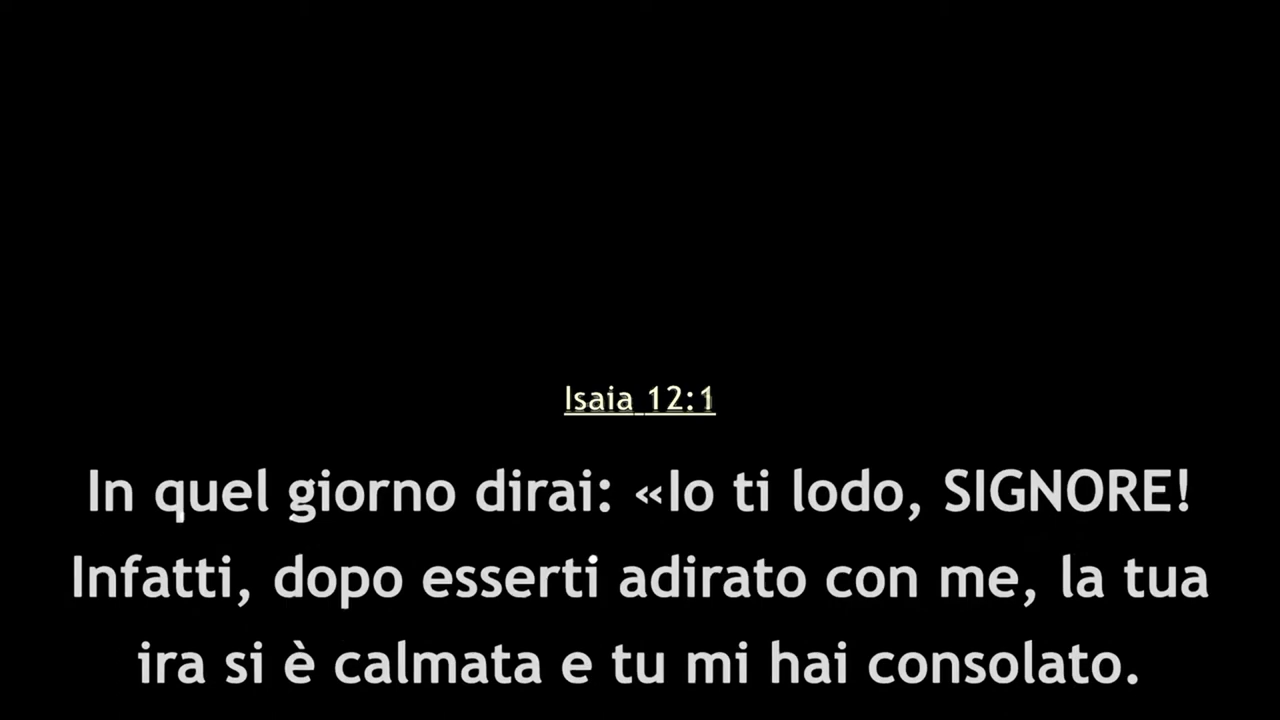 Isaia 12:1
In quel giorno dirai: «Io ti lodo, SIGNORE!
Infatti, dopo esserti adirato con me, la tua
ira si è calmata e tu mi hai consolato.